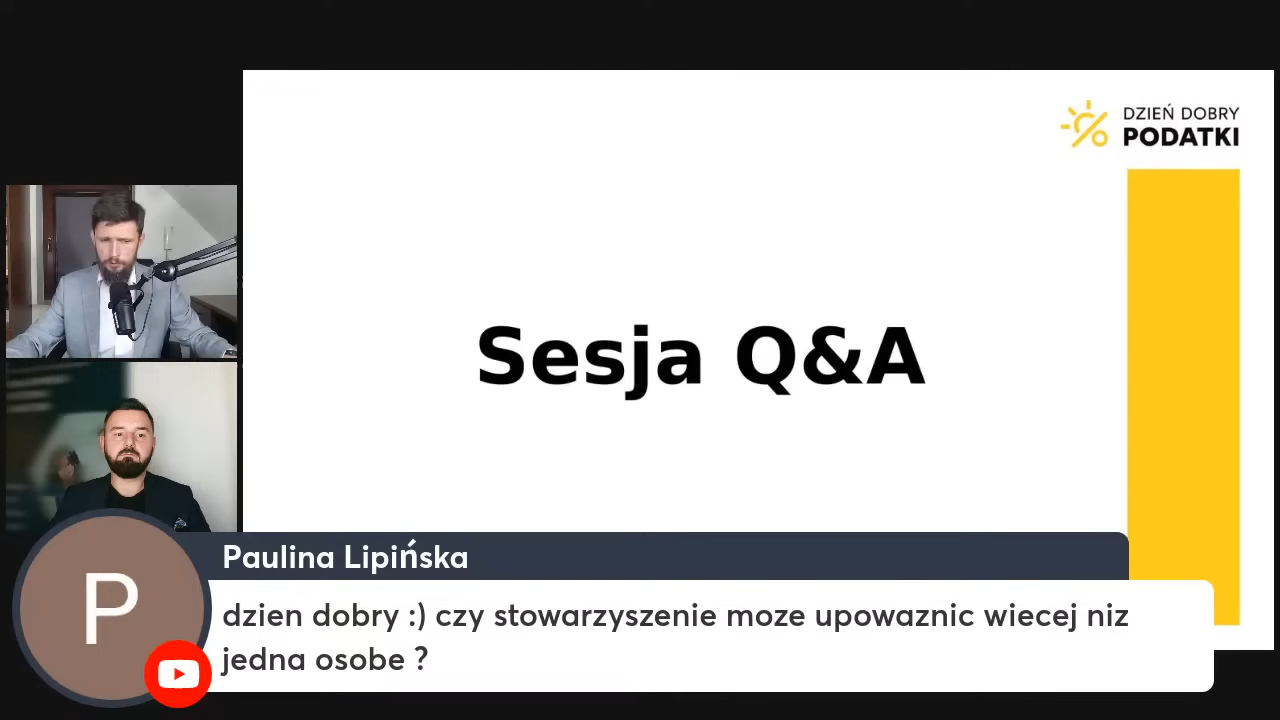 DZIEŃ DOBRY
PODATKI
Sesja Q&A
P
Paulina Lipińska
dzien dobry :) czy stowarzyszenie moze upowaznic wiecej niz
jedna osobe ?